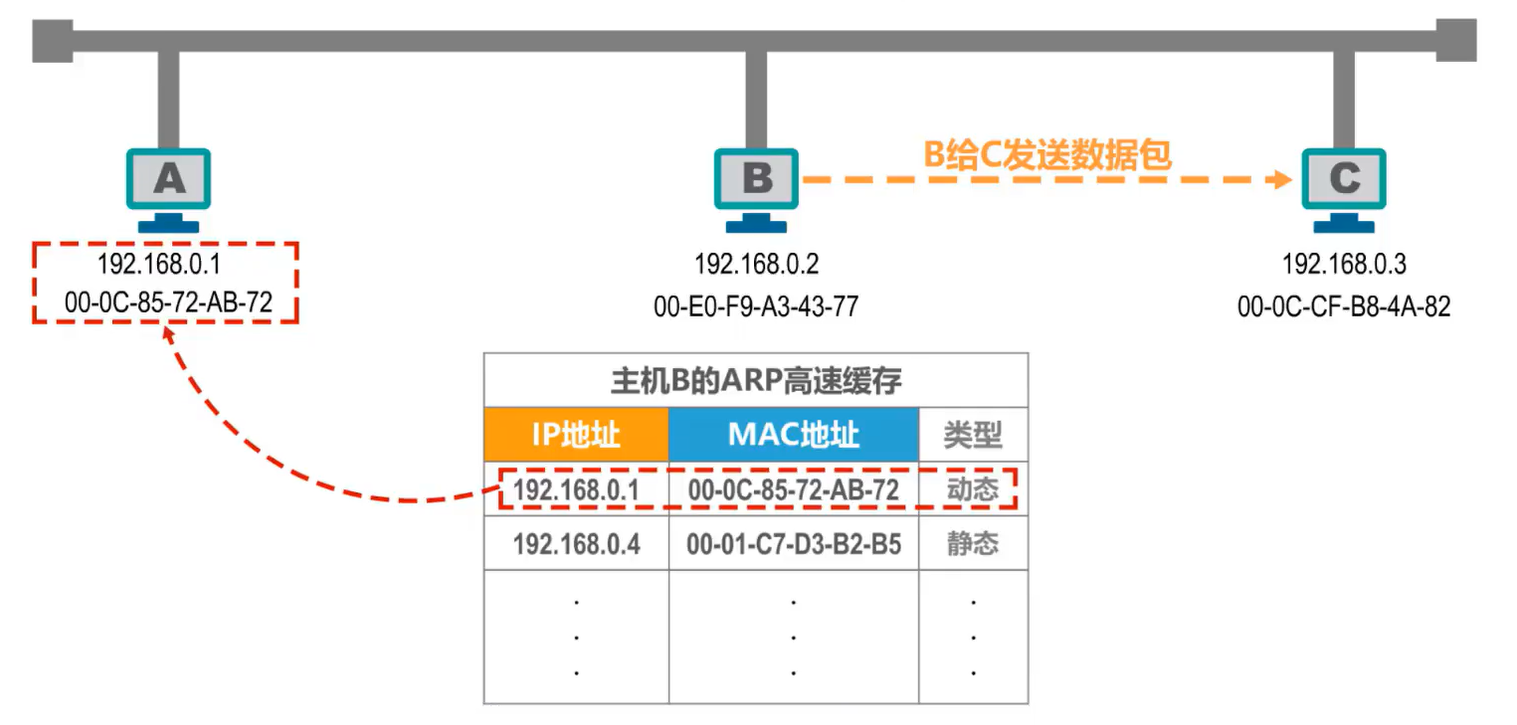 A
B
B给C发送数据包
C
192.168.0.1
00-0C-85-72-AB-72
192.168.0.2
00-E0-F9-A3-43-77
192.168.0.3
00-0C-CF-B8-4A-82
主机B的ARP高速缓存
IP地址 MAC地址 类型
192.168.0.1 00-0C-85-72-AB-72 动态
192.168.0.4 00-01-C7-D3-B2-B5 静态
. . .
. . .
. . .